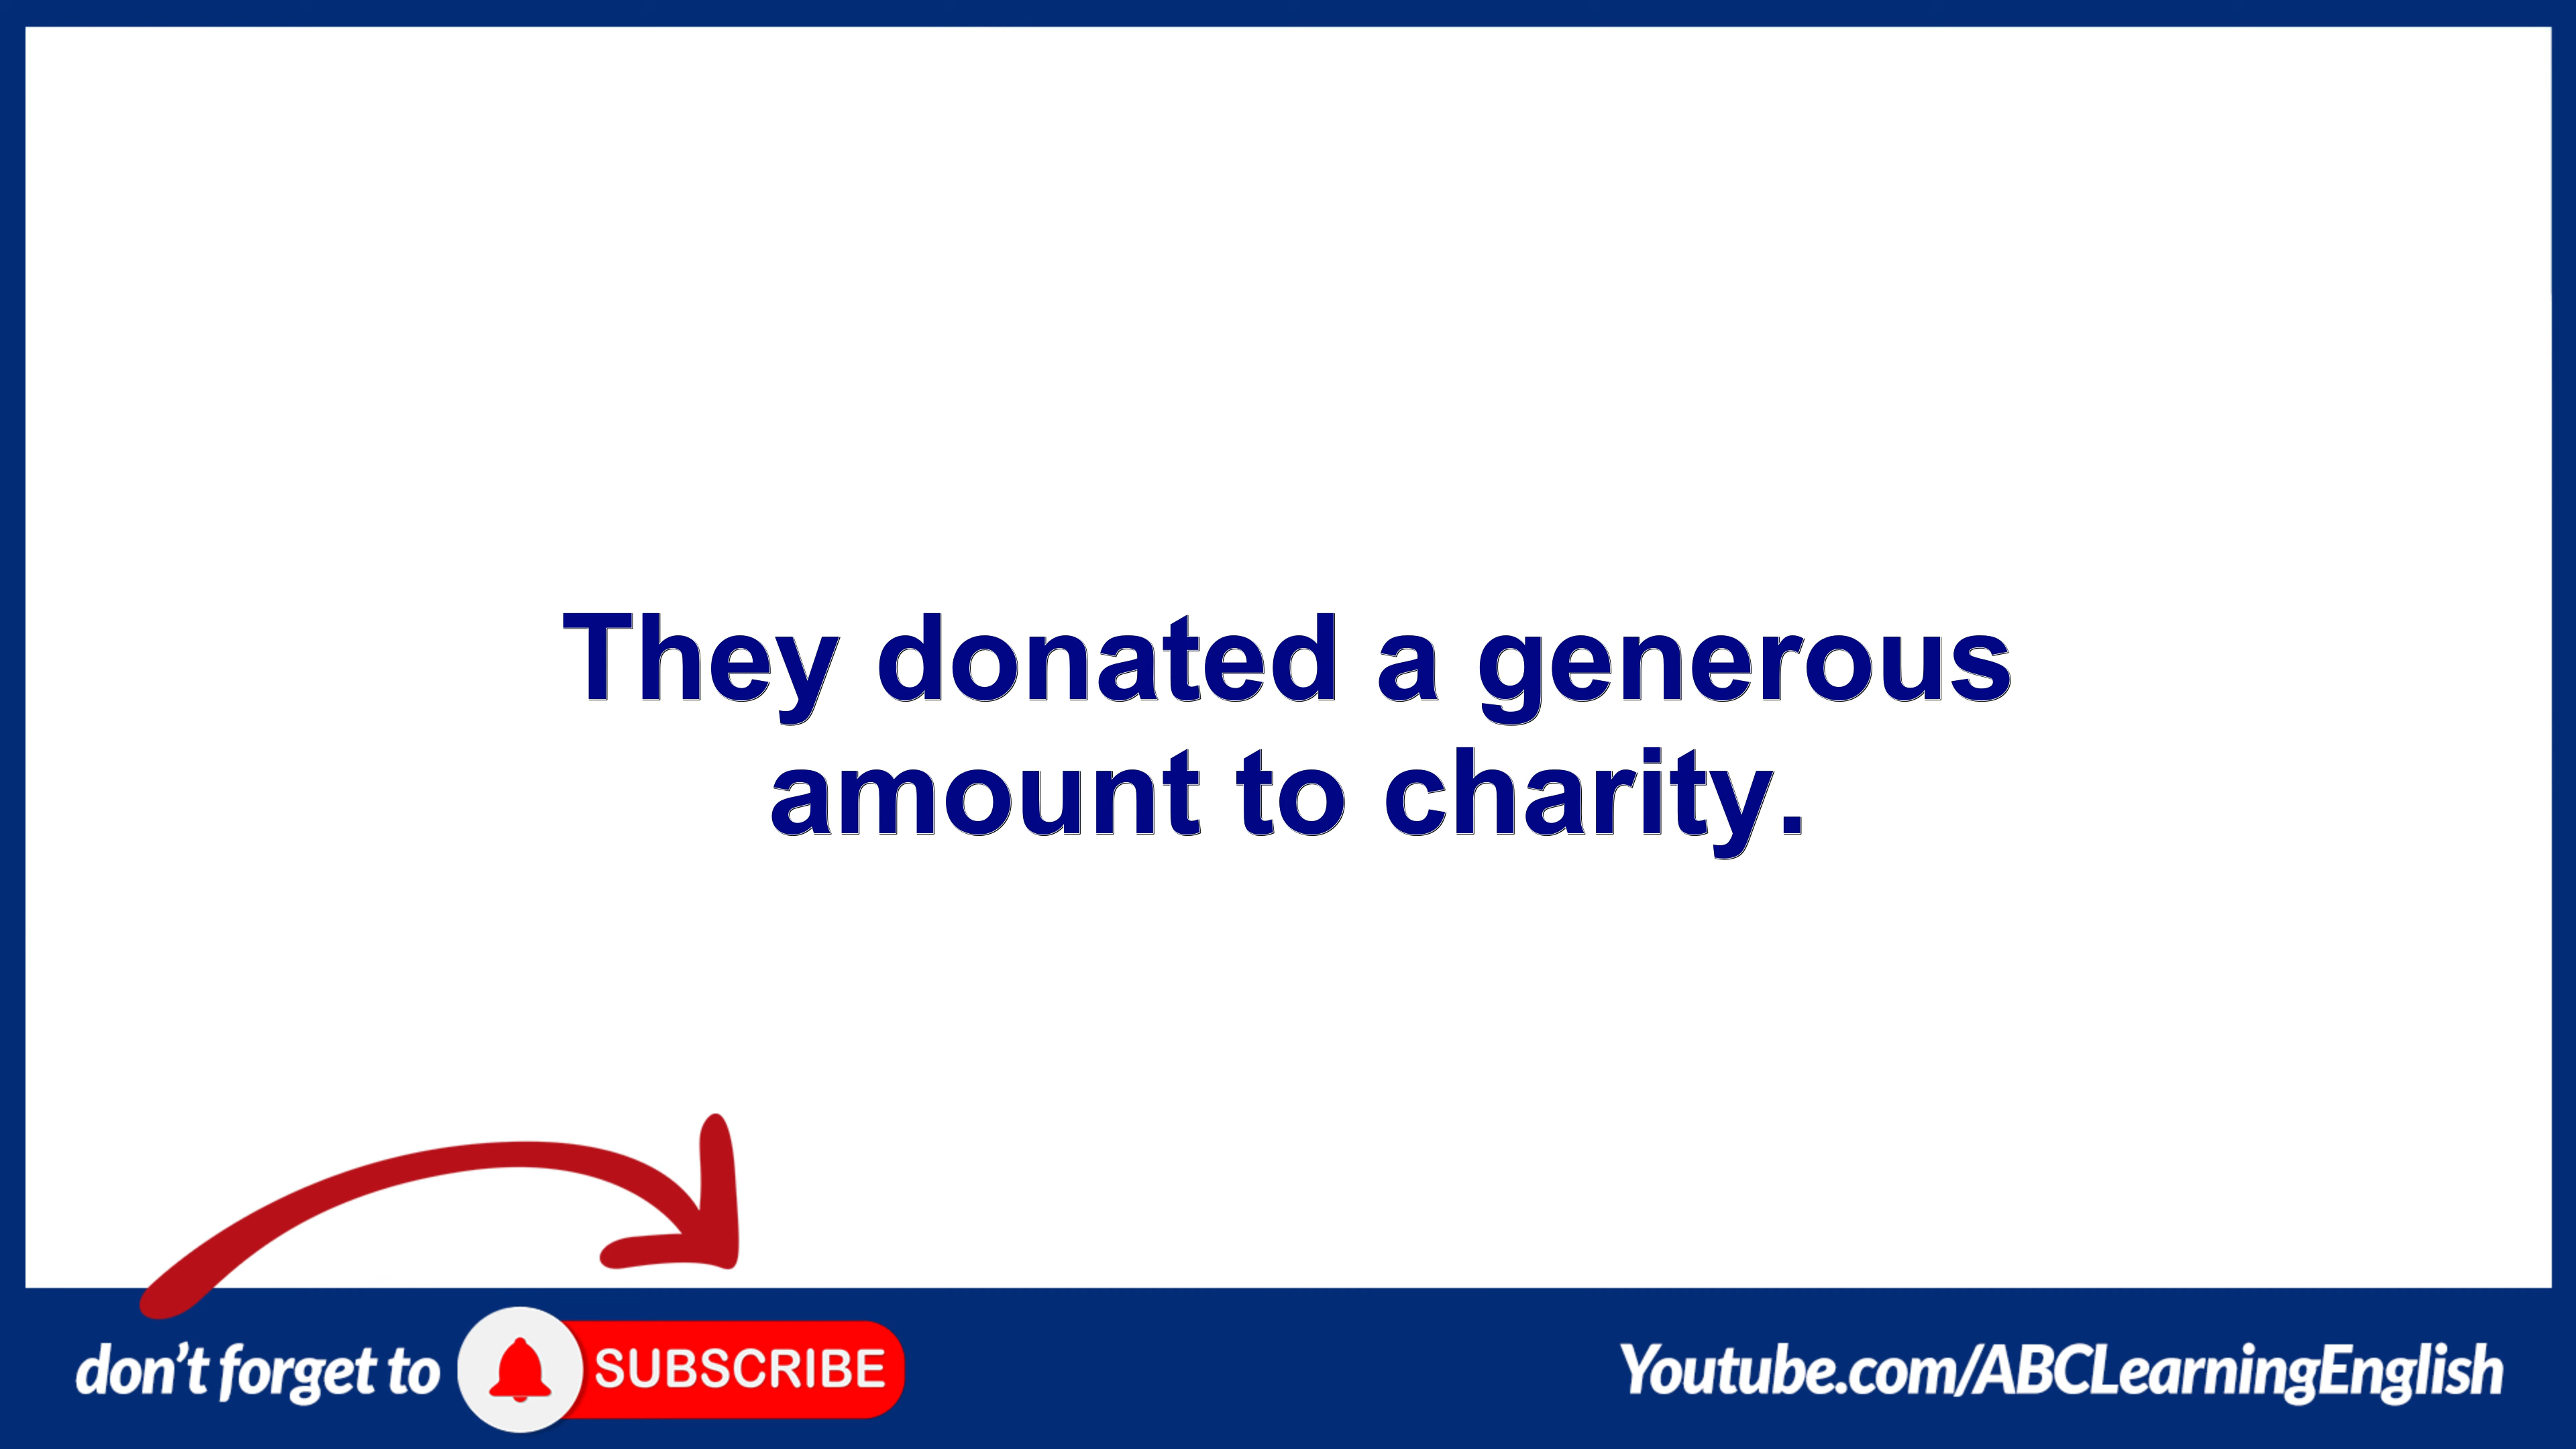 They donated a generous
amount to charity.
don't forget to SUBSCRIBE
Youtube.com/ABCLearningEnglish